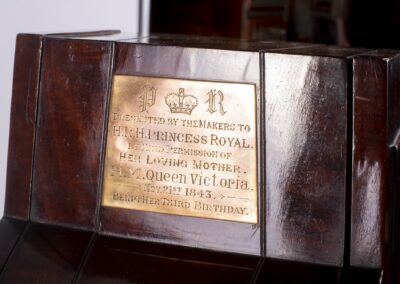 P R
PRESENTED BY THE MAKERS TO
H.R.H. PRINCESS ROYAL.
BY KIND PERMISSION OF
HER LOVING MOTHER.
H.M. QUEEN VICTORIA.
NOV. 21ST 1843.
BEING HER THIRD BIRTHDAY.